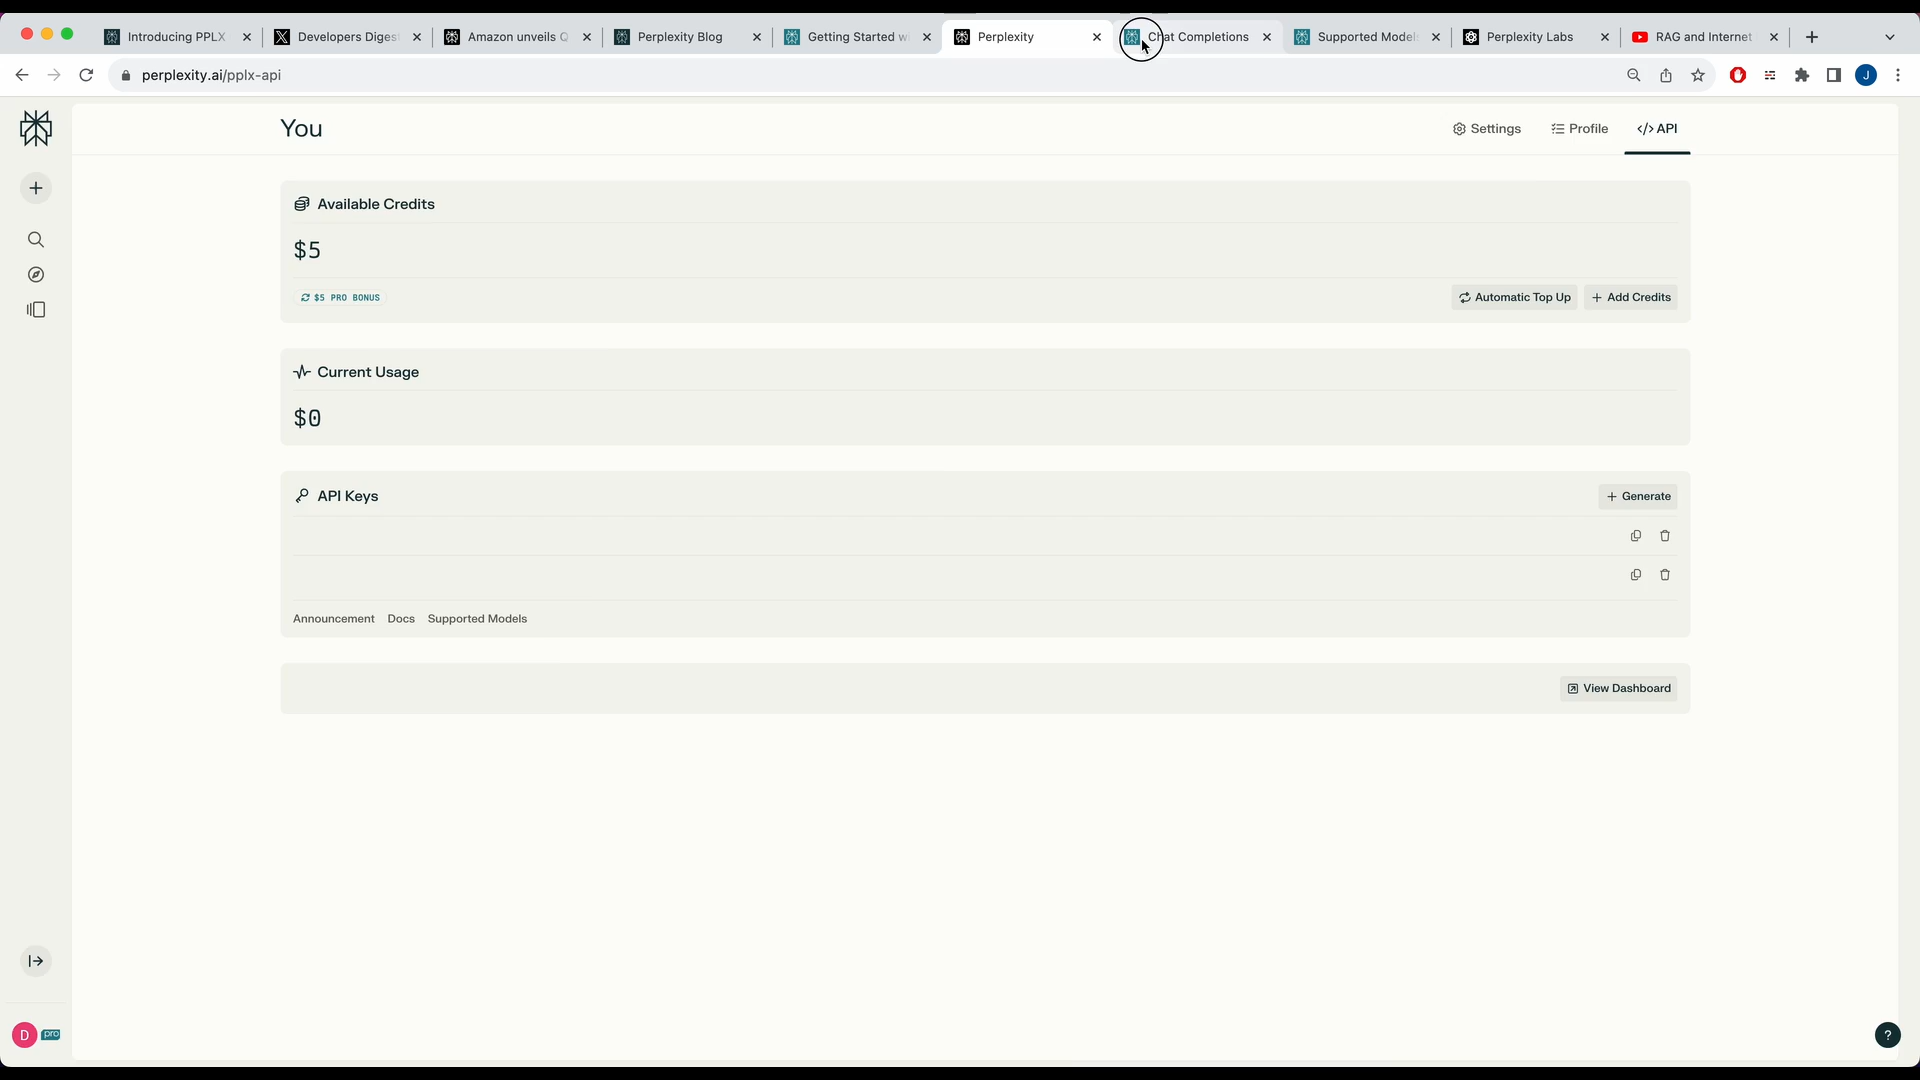 Introducing PPLX
Developers Digest
Amazon unveils Q
Perplexity Blog
Getting Started w
Perplexity
Chat Completions
Supported Models
Perplexity Labs
RAG and Internet
perplexity.ai/pplx-api
J
You
Settings
Profile
</> API
Available Credits
$5
$5 PRO BONUS
Automatic Top Up
+ Add Credits
Current Usage
$0
API Keys
+ Generate
Announcement Docs Supported Models
View Dashboard
D pro
?